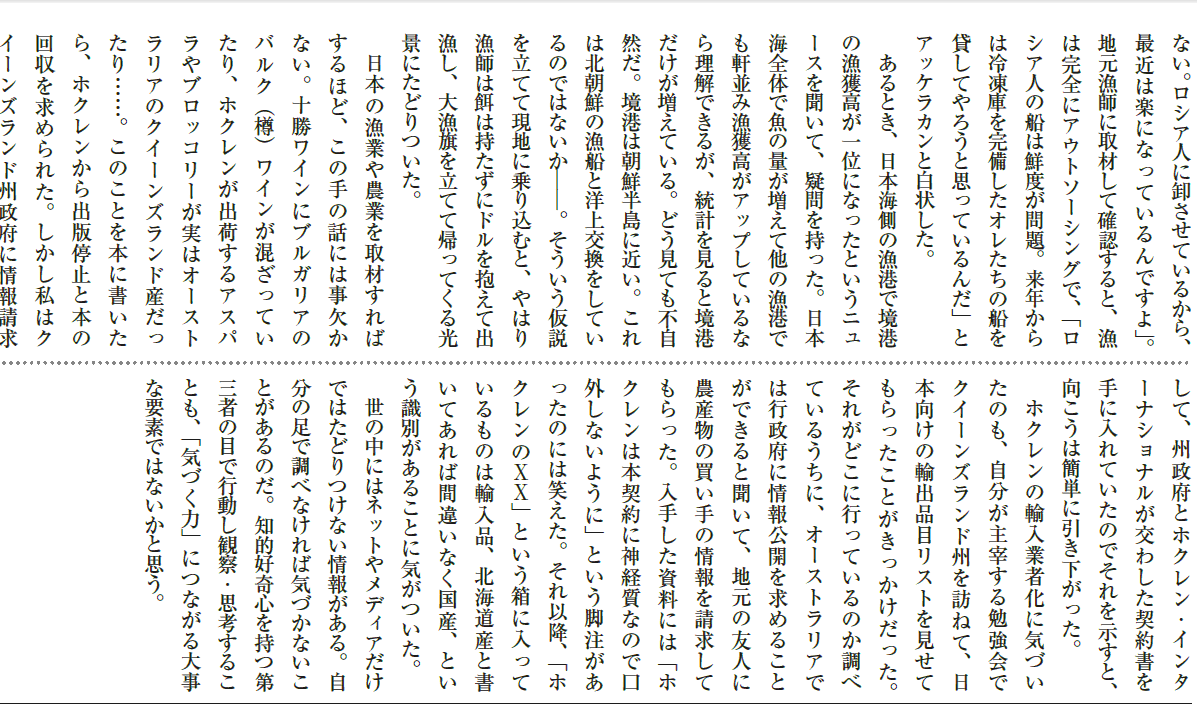 ない。ロシア人に卸させているから、
最近は楽になっているんですよ」。
地元漁師に取材して確認すると、漁
は完全にアウトソーシングで、「ロ
シア人の船は鮮度が問題。来年から
は冷凍庫を完備したオレたちの船を
貸してやろうと思っているんだ」と
アッケラカンと白状した。
あるとき、日本海側の漁港で境港
の漁獲高が一位になったというニュ
ースを聞いて、疑問を持った。日本
海全体で魚の量が増えて他の漁港で
も軒並み漁獲高がアップしているな
ら理解できるが、統計を見ると境港
だけが増えている。どう見ても不自
然だ。境港は朝鮮半島に近い。これ
は北朝鮮の漁船と洋上交換をしてい
るのではないか――。そういう仮説
を立てて現地に乗り込むと、やはり
漁師は餌は持たずにドルを抱えて出
漁し、大漁旗を立てて帰ってくる光
景にたどりついた。
日本の漁業や農業を取材すれば
するほど、この手の話には事欠か
ない。十勝ワインにブルガリアの
バルク（樽）ワインが混ざってい
たり、ホクレンが出荷するアスパ
ラやブロッコリーが実はオースト
ラリアのクイーンズランド産だっ
たり……。このことを本に書いた
ら、ホクレンから出版停止と本の
回収を求められた。しかし私はク
イーンズランド州政府に情報請求
して、州政府とホクレン・インタ
ーナショナルが交わした契約書を
手に入れていたのでそれを示すと、
向こうは簡単に引き下がった。
ホクレンの輸入業者化に気づい
たのも、自分が主宰する勉強会で
クイーンズランド州を訪ねて、日
本向けの輸出品目リストを見せて
もらったことがきっかけだった。
それがどこに行っているのか調べ
ているうちに、オーストラリアで
は行政府に情報公開を求めること
ができると聞いて、地元の友人に
農産物の買い手の情報を請求して
もらった。入手した資料には「ホ
クレンは本契約に神経質なので口
外しないように」という脚注があ
ったのには笑えた。それ以降、「ホ
クレンのXX」という箱に入って
いるものは輸入品、北海道産と書
いてあれば間違いなく国産、とい
う識別があることに気がついた。
世の中にはネットやメディアだけ
ではたどりつけない情報がある。自
分の足で調べなければ気づかないこ
とがあるのだ。知的好奇心を持つ第
三者の目で行動し観察・思考するこ
とも、「気づく力」につながる大事
な要素ではないかと思う。